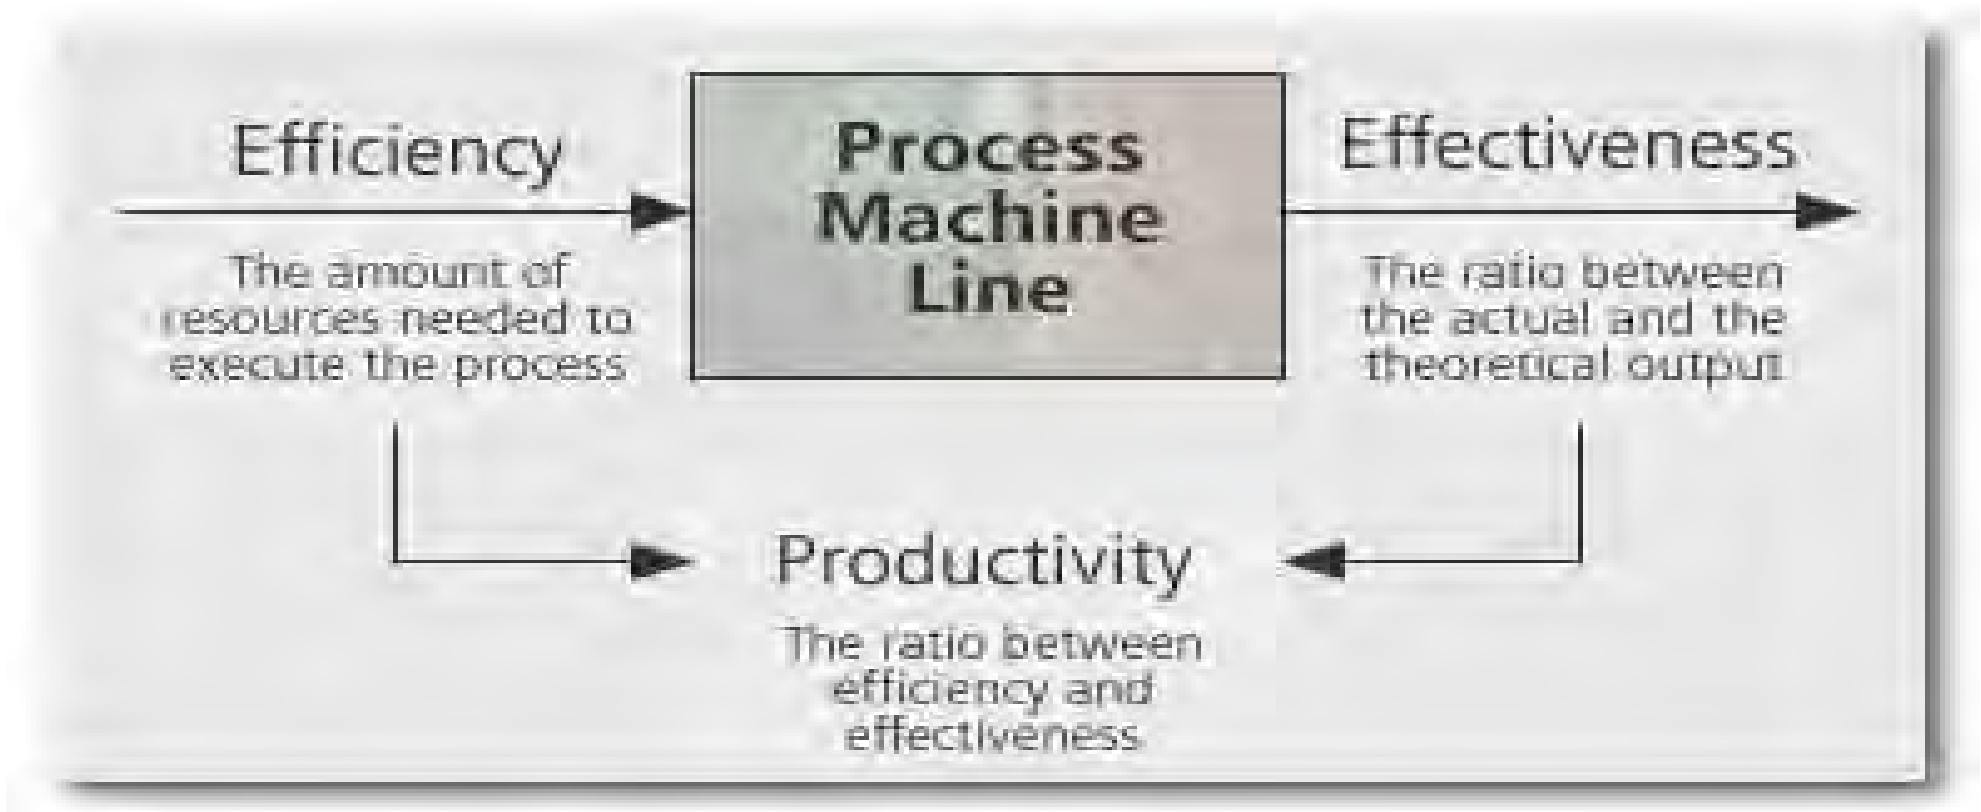 Efficiency
The amount of
resources needed to
execute the process
Process
Machine
Line
Effectiveness
The ratio between
the actual and the
theoretical output
Productivity
The ratio between
efficiency and
effectiveness